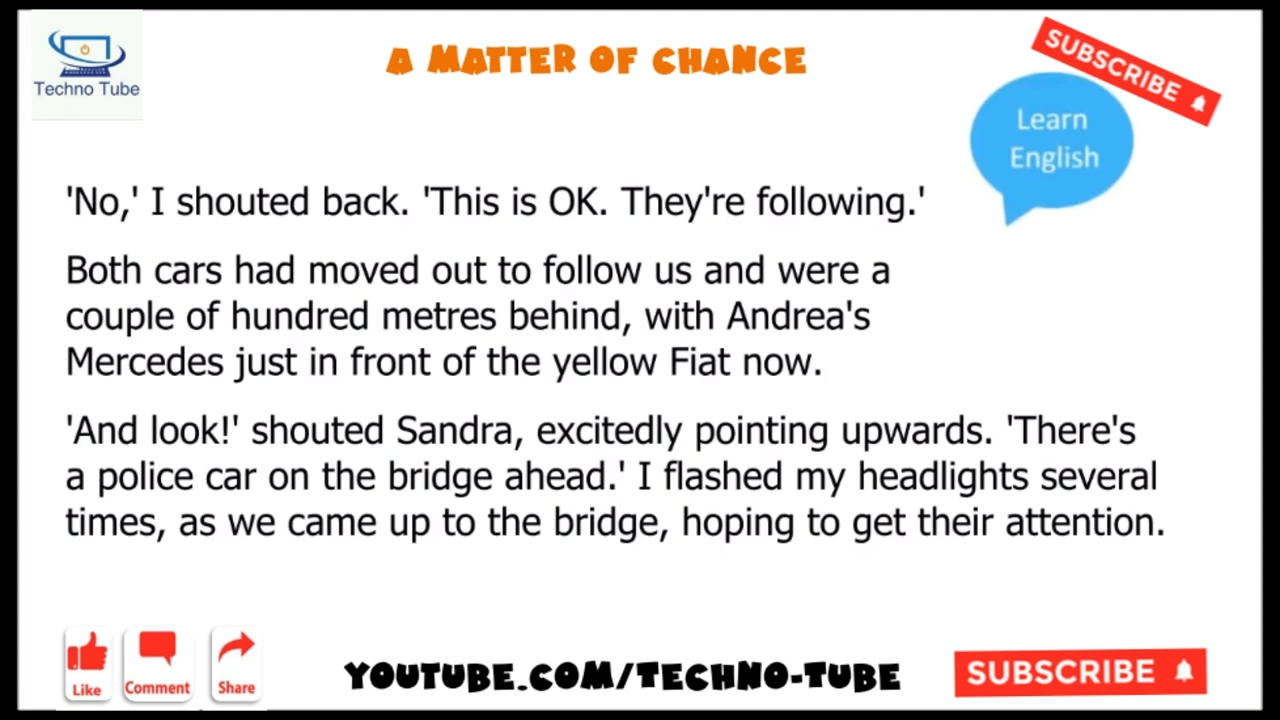 Techno Tube
A MATTER OF CHANCE
SUBSCRIBE
Learn
English
'No,' I shouted back. 'This is OK. They're following.'
Both cars had moved out to follow us and were a
couple of hundred metres behind, with Andrea's
Mercedes just in front of the yellow Fiat now.
'And look!' shouted Sandra, excitedly pointing upwards. 'There's
a police car on the bridge ahead.' I flashed my headlights several
times, as we came up to the bridge, hoping to get their attention.
Like
Comment
Share
YOUTUBE.COM/TECHNO-TUBE
SUBSCRIBE